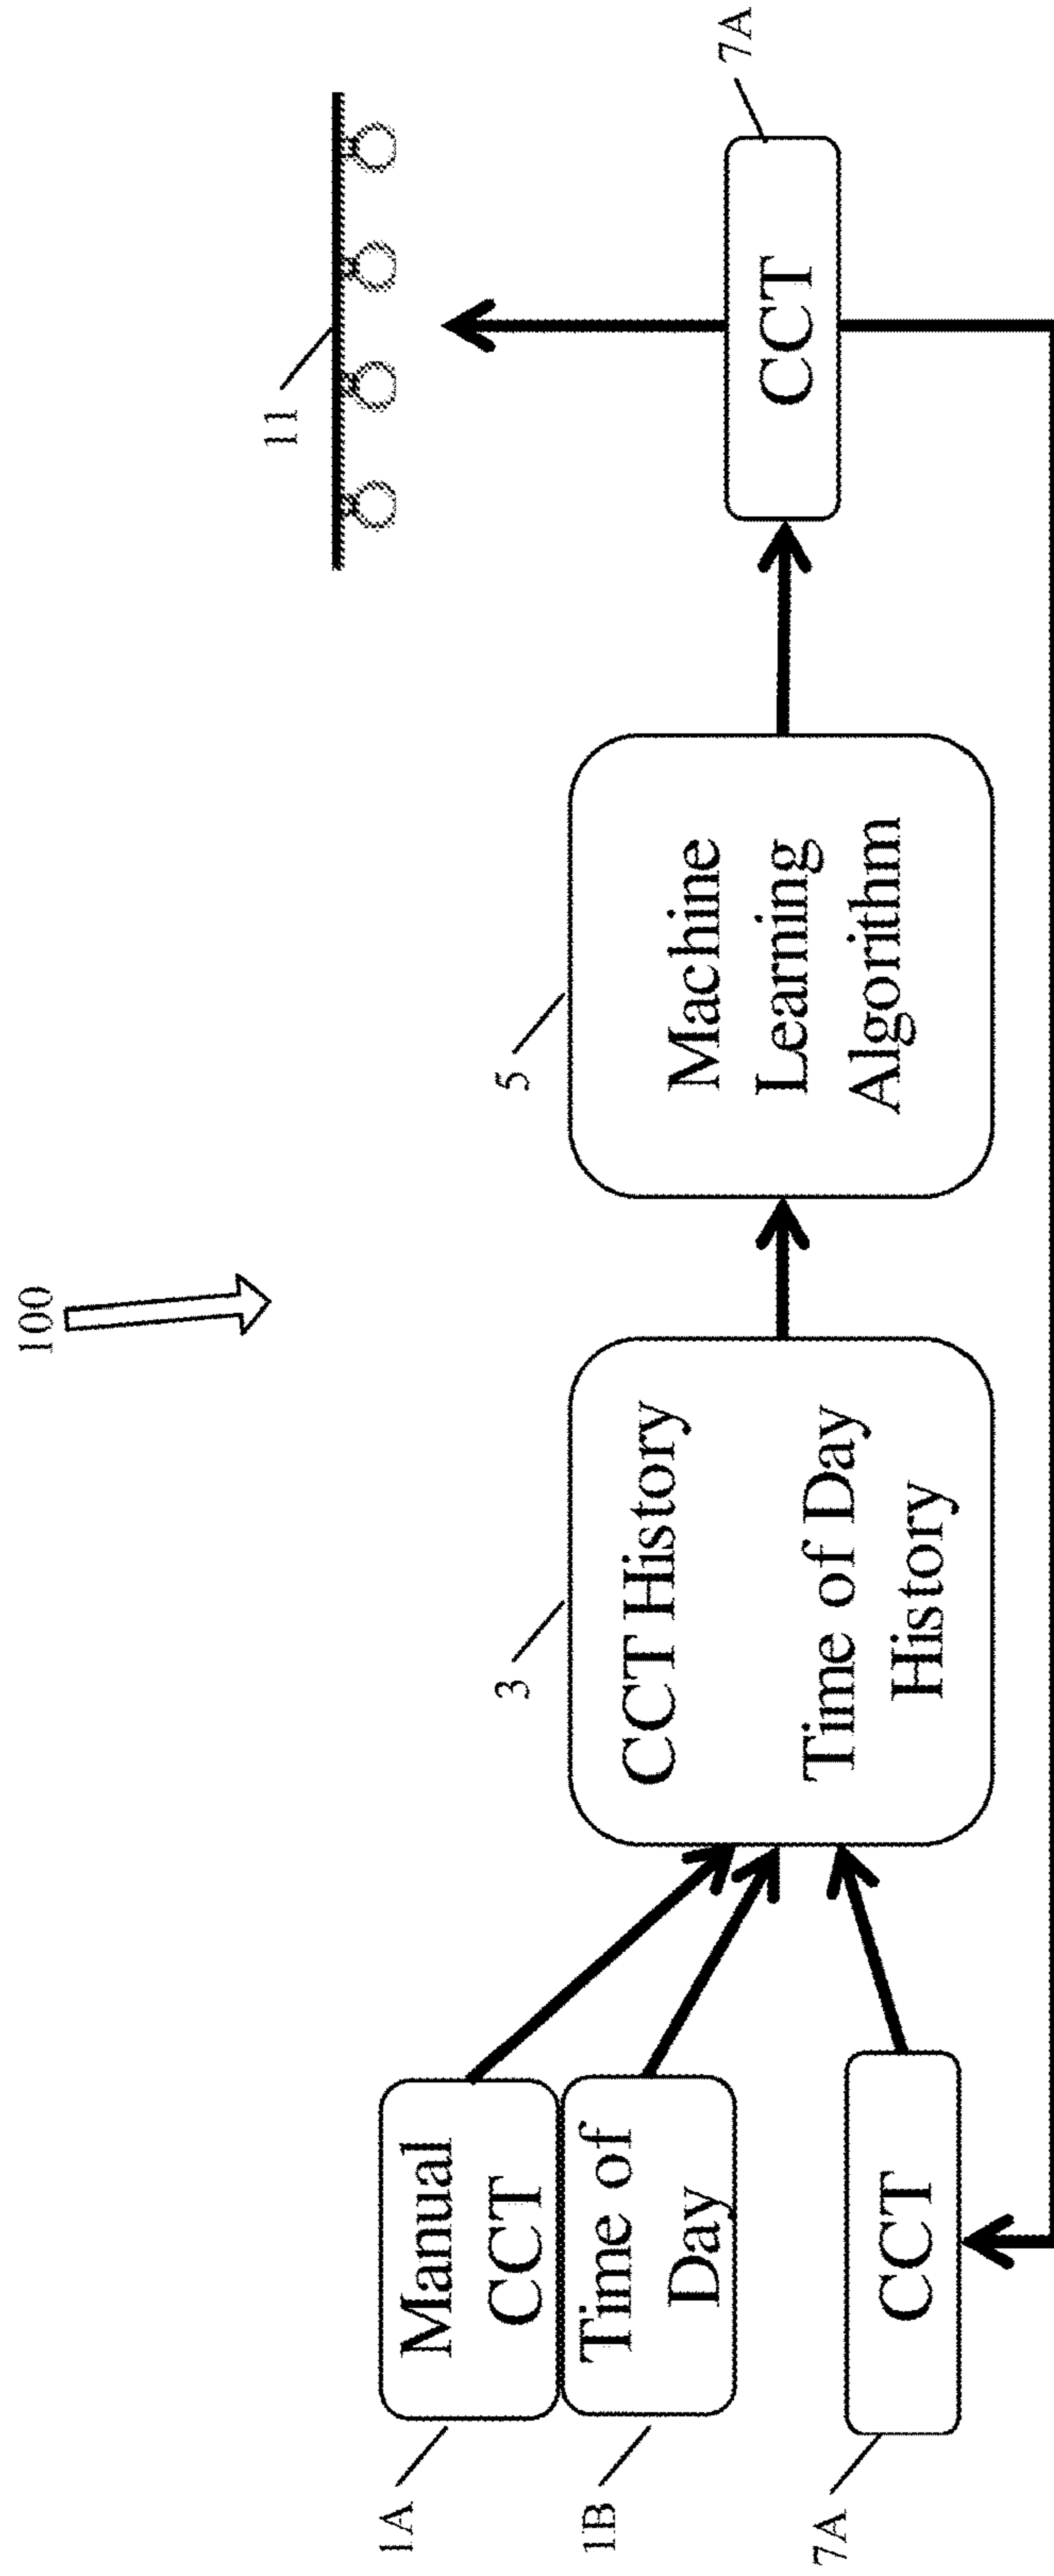 100
11
7A
CCT
5
Machine
Learning
Algorithm
3
CCT History
Time of Day
History
1A
Manual
CCT
1B
Time of
Day
7A
CCT